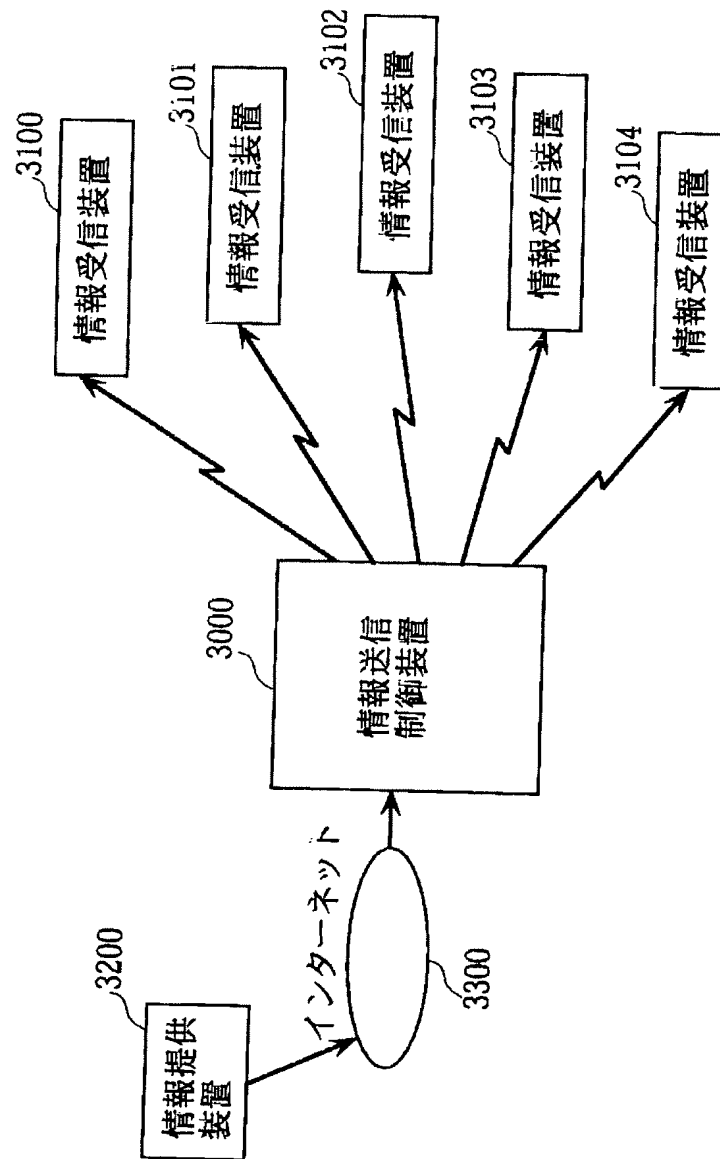 3200
情報提供
装置
インターネット
3300
3000
情報送信
制御装置
3100
情報受信装置
3101
情報受信装置
3102
情報受信装置
3103
情報受信装置
3104
情報受信装置